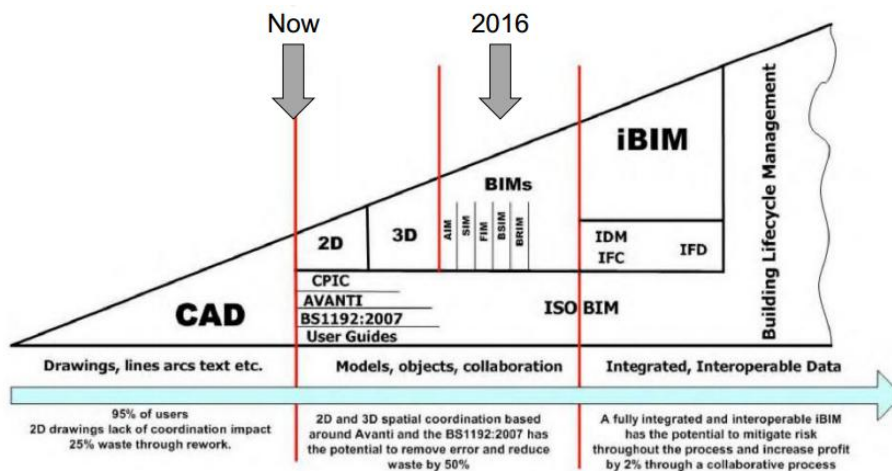 Now
2016
iBIM
BIMs
2D
3D
AIM
SIM
FIM
BSIM
BRIM
IDM
IFC
IFD
Building Lifecycle Management
CAD
CPIC
AVANTI
BS1192:2007
User Guides
ISO BIM
Drawings, lines arcs text etc.
Models, objects, collaboration
Integrated, Interoperable Data
95% of users
2D drawings lack of coordination impact
25% waste through rework.
2D and 3D spatial coordination based
around Avanti and the BS1192:2007 has
the potential to remove error and reduce
waste by 50%
A fully integrated and interoperable iBIM
has the potential to mitigate risk
throughout the process and increase profit
by 2% through a collaborative process